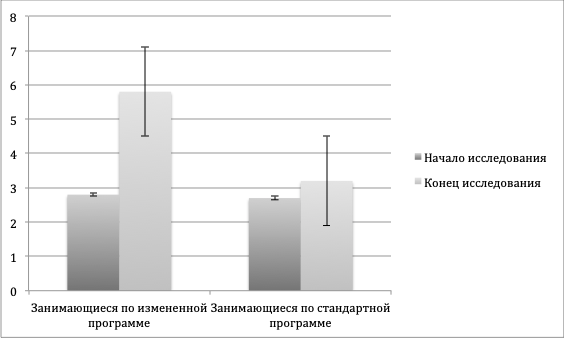 8
7
6
5
4
3
2
1
0
Начало исследования
Конец исследования
Занимающиеся по измененной
программе
Занимающиеся по стандартной
программе